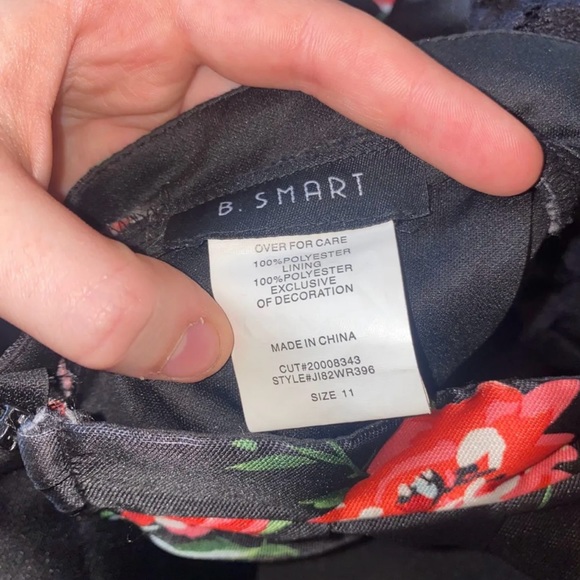 B. SMART
OVER FOR CARE
100%POLYESTER
LINING
100%POLYESTER
EXCLUSIVE
OF DECORATION
MADE IN CHINA
CUT#20008343
STYLE#JI82WR396
SIZE 11